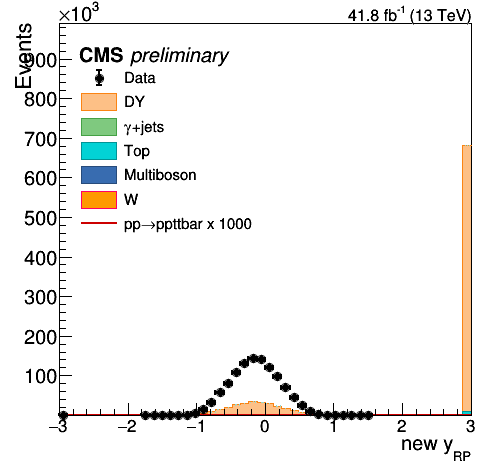 ×10³
41.8 fb⁻¹ (13 TeV)
Events
CMS preliminary
Data
DY
γ+jets
Top
Multiboson
W
pp→ppttbar x 1000
900
800
700
600
500
400
300
200
100
−3 −2 −1 0 1 2 3
new y_RP